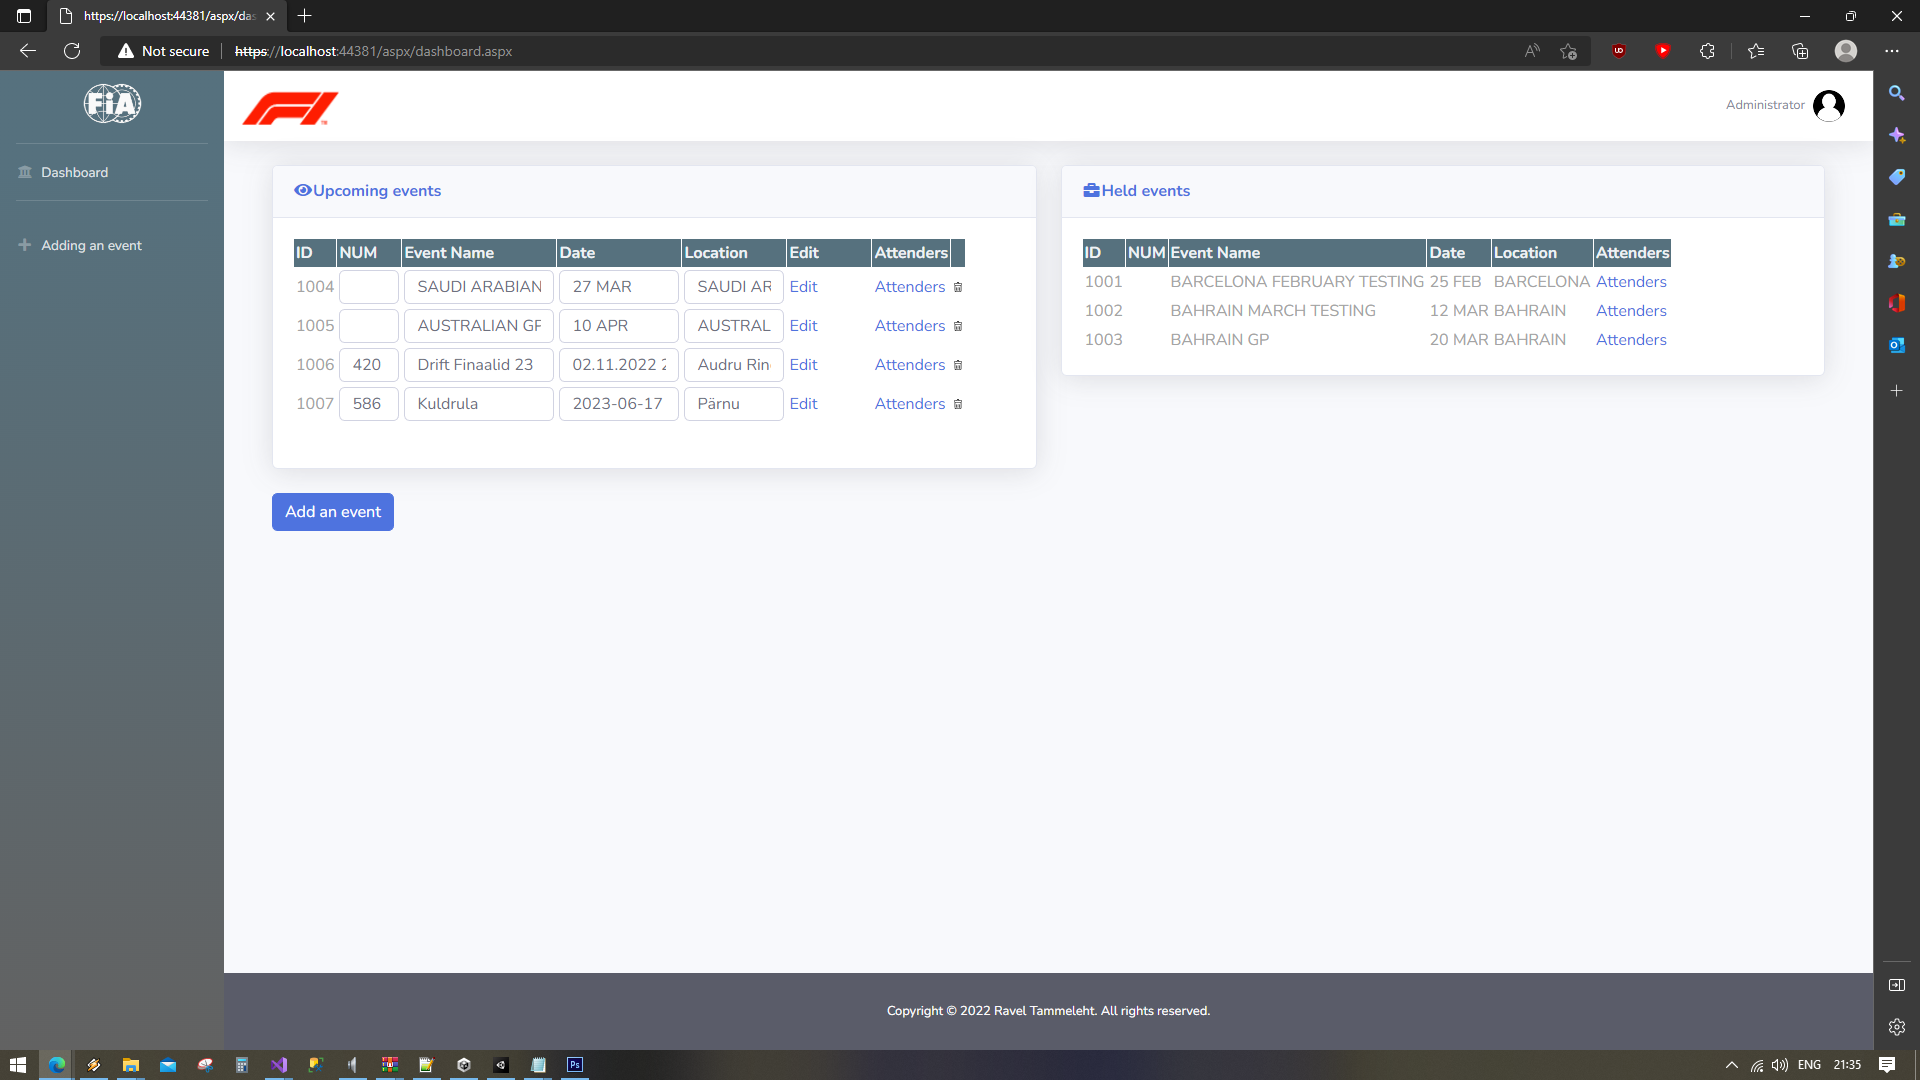 https://localhost:44381/aspx/das
Not secure https://localhost:44381/aspx/dashboard.aspx
FiA
F1
Administrator
Dashboard
Adding an event
Upcoming events
ID NUM Event Name Date Location Edit Attenders
1004 SAUDI ARABIAN 27 MAR SAUDI AR Edit Attenders
1005 AUSTRALIAN GP 10 APR AUSTRAL Edit Attenders
1006 420 Drift Finaalid 23 02.11.2022 2 Audru Rin Edit Attenders
1007 586 Kuldrula 2023-06-17 Pärnu Edit Attenders
Add an event
Held events
ID NUM Event Name Date Location Attenders
1001 BARCELONA FEBRUARY TESTING 25 FEB BARCELONA Attenders
1002 BAHRAIN MARCH TESTING 12 MAR BAHRAIN Attenders
1003 BAHRAIN GP 20 MAR BAHRAIN Attenders
Copyright © 2022 Ravel Tammeleht. All rights reserved.
Ps
ENG 21:35